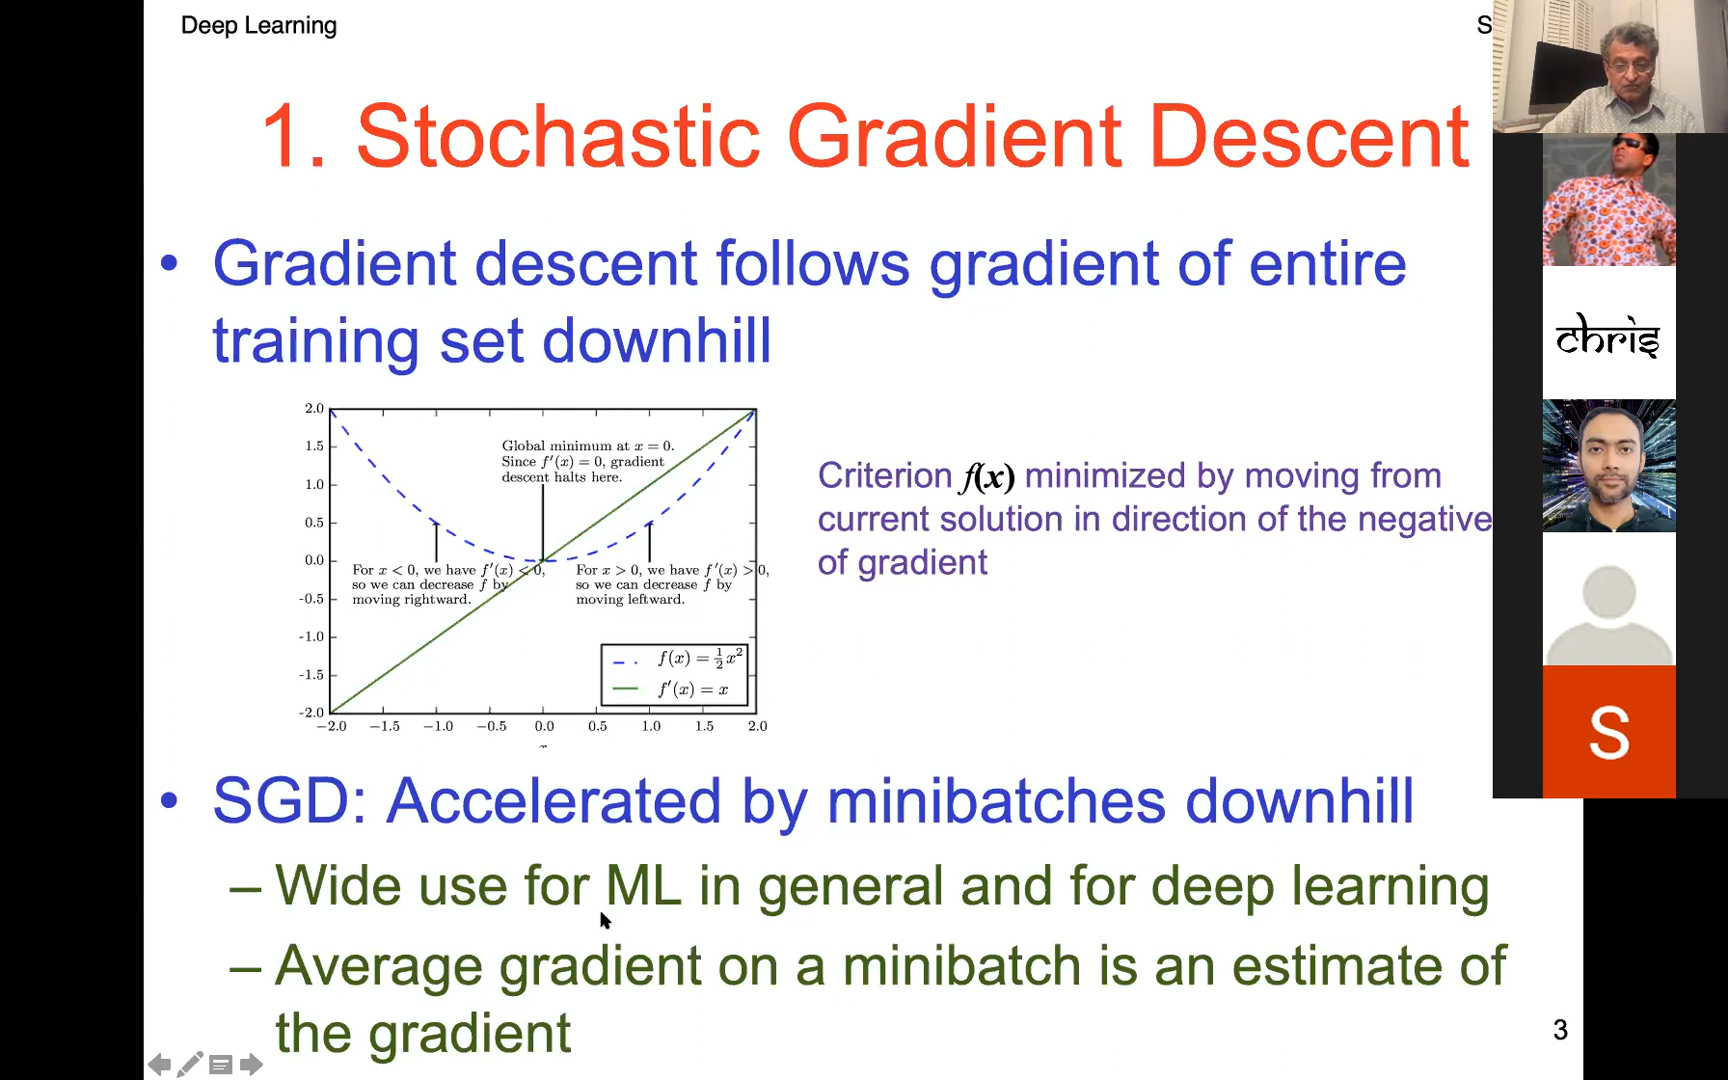 Deep Learning
S
1. Stochastic Gradient Descent
• Gradient descent follows gradient of entire
training set downhill
2.0
1.5
1.0
0.5
0.0
-0.5
-1.0
-1.5
-2.0
−2.0 −1.5 −1.0 −0.5 0.0 0.5 1.0 1.5 2.0
Global minimum at x = 0.
Since f′(x) = 0, gradient
descent halts here.
For x < 0, we have f′(x) < 0,
so we can decrease f by
moving rightward.
For x > 0, we have f′(x) > 0,
so we can decrease f by
moving leftward.
f(x) = ½x²
f′(x) = x
Criterion f(x) minimized by moving from
current solution in direction of the negative
of gradient
• SGD: Accelerated by minibatches downhill
– Wide use for ML in general and for deep learning
– Average gradient on a minibatch is an estimate of
the gradient
3
chris
S